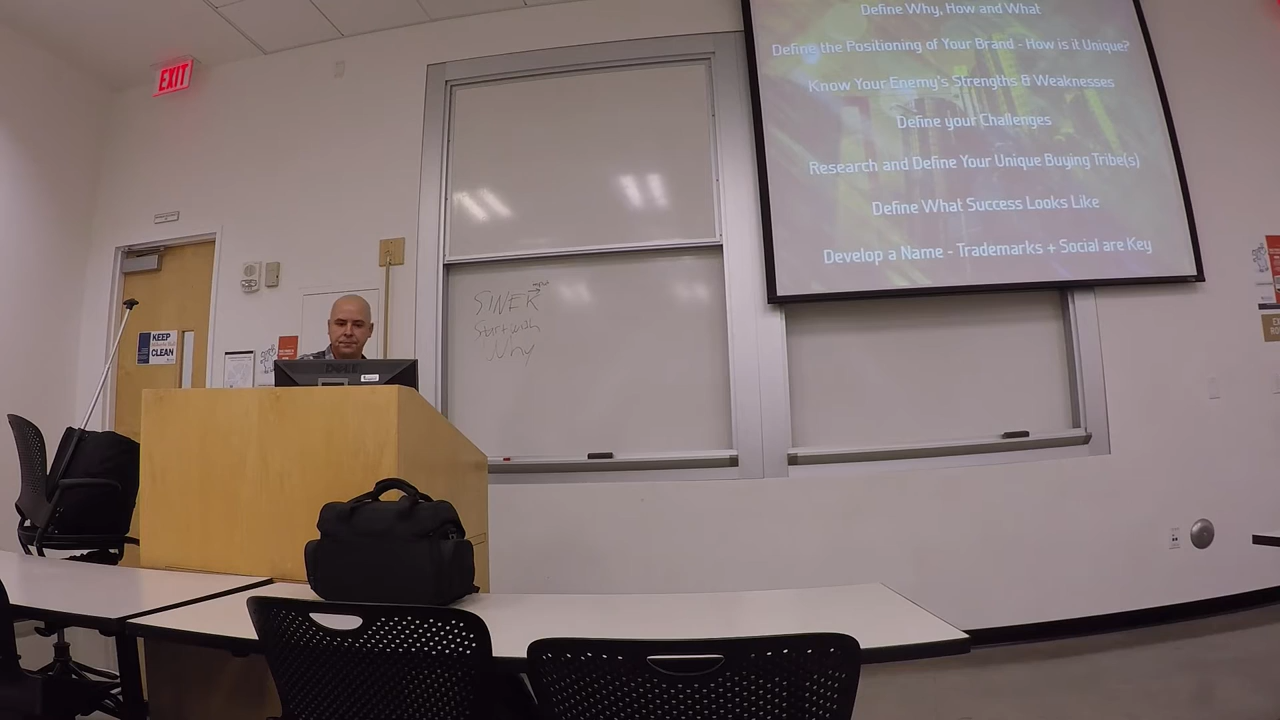 EXIT
Define Why, How and What
Define the Positioning of Your Brand - How is it Unique?
Know Your Enemy's Strengths & Weaknesses
Define your Challenges
Research and Define Your Unique Buying Tribe(s)
Define What Success Looks Like
Develop a Name - Trademarks + Social are Key
SINEK
Start with
Why
KEEP
CLEAN
DELL